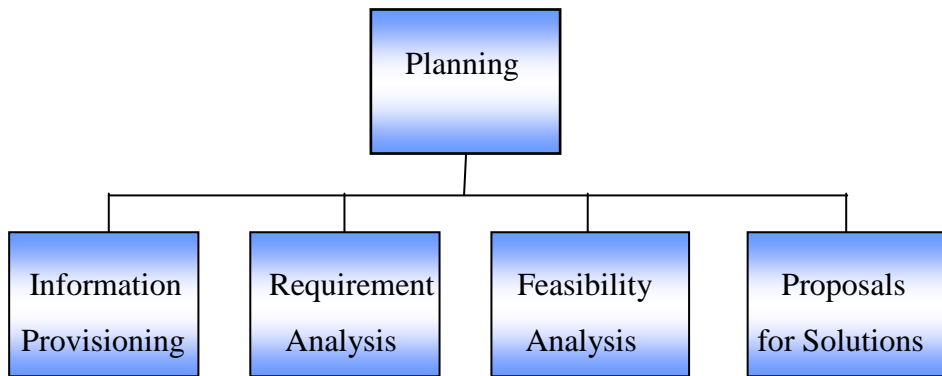 Planning
Information
Provisioning
Requirement
Analysis
Feasibility
Analysis
Proposals
for Solutions